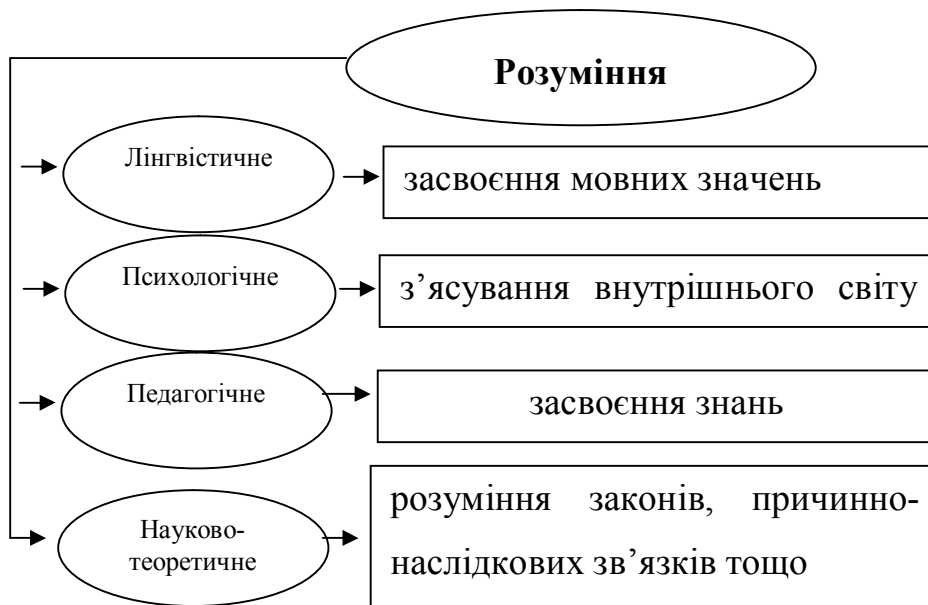 Розуміння
Лінгвістичне
засвоєння мовних значень
Психологічне
з’ясування внутрішнього світу
Педагогічне
засвоєння знань
Науково-
теоретичне
розуміння законів, причинно-
наслідкових зв’язків тощо